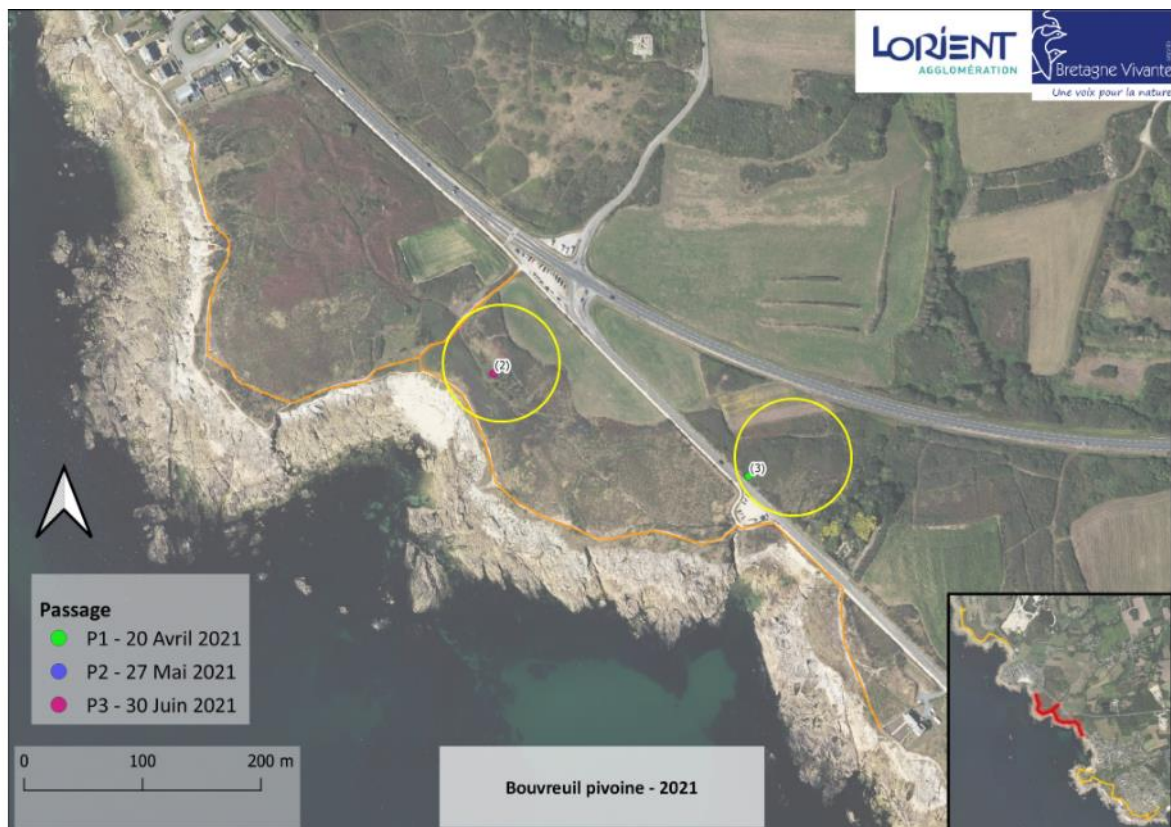 LORIENT
AGGLOMÉRATION
Bretagne Vivante
Une voix pour la nature
(2)
(3)
Passage
P1 - 20 Avril 2021
P2 - 27 Mai 2021
P3 - 30 Juin 2021
0 100 200 m
Bouvreuil pivoine - 2021